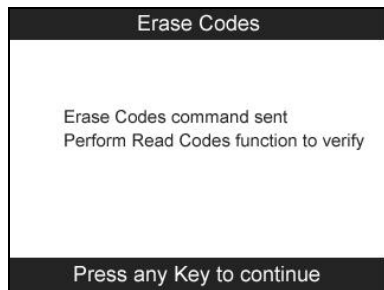 Erase Codes
Erase Codes command sent
Perform Read Codes function to verify
Press any Key to continue